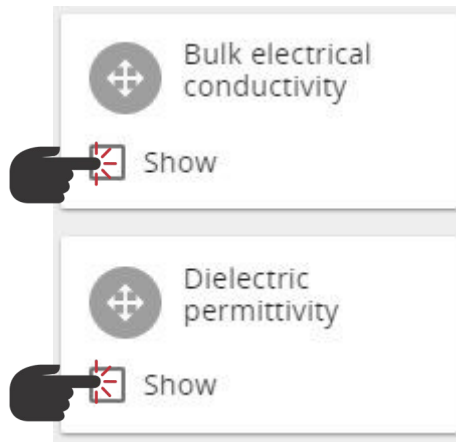 Bulk electrical
conductivity
Show
Dielectric
permittivity
Show